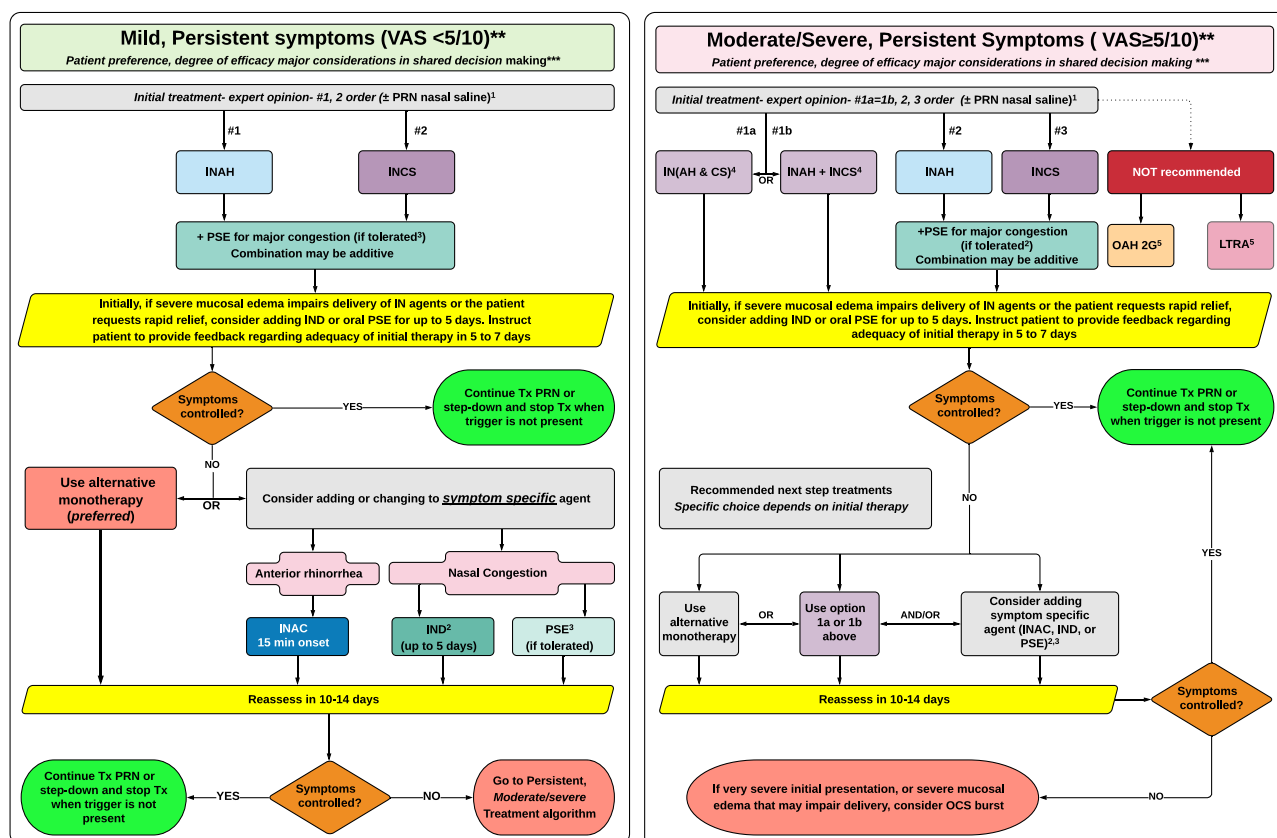 Mild, Persistent symptoms (VAS <5/10)**
Patient preference, degree of efficacy major considerations in shared decision making***
Initial treatment- expert opinion- #1, 2 order (± PRN nasal saline)¹
#1
#2
INAH
INCS
+ PSE for major congestion (if tolerated³)
Combination may be additive
Initially, if severe mucosal edema impairs delivery of IN agents or the patient
requests rapid relief, consider adding IND or oral PSE for up to 5 days. Instruct
patient to provide feedback regarding adequacy of initial therapy in 5 to 7 days
Symptoms
controlled?
YES
Continue Tx PRN or
step-down and stop Tx when
trigger is not present
NO
Use alternative
monotherapy
(preferred)
OR
Consider adding or changing to symptom specific agent
Anterior rhinorrhea
Nasal Congestion
INAC
15 min onset
IND²
(up to 5 days)
PSE³
(if tolerated)
Reassess in 10-14 days
Continue Tx PRN or
step-down and stop Tx
when trigger is not
present
YES
Symptoms
controlled?
NO
Go to Persistent,
Moderate/severe
Treatment algorithm
Moderate/Severe, Persistent Symptoms ( VAS≥5/10)**
Patient preference, degree of efficacy major considerations in shared decision making ***
Initial treatment- expert opinion- #1a=1b, 2, 3 order (± PRN nasal saline)¹
#1a
#1b
#2
#3
IN(AH & CS)⁴
OR
INAH + INCS⁴
INAH
INCS
NOT recommended
+PSE for major congestion
(if tolerated²)
Combination may be additive
OAH 2G⁵
LTRA⁵
Initially, if severe mucosal edema impairs delivery of IN agents or the patient requests rapid relief,
consider adding IND or oral PSE for up to 5 days. Instruct patient to provide feedback regarding
adequacy of initial therapy in 5 to 7 days
Symptoms
controlled?
YES
Continue Tx PRN or
step-down and stop Tx
when trigger is not present
NO
Recommended next step treatments
Specific choice depends on initial therapy
YES
Use
alternative
monotherapy
OR
Use option
1a or 1b
above
AND/OR
Consider adding
symptom specific
agent
(INAC, IND, or
PSE)²,³
Reassess in 10-14 days
Symptoms
controlled?
NO
If very severe initial presentation, or severe mucosal
edema that may impair delivery, consider OCS burst